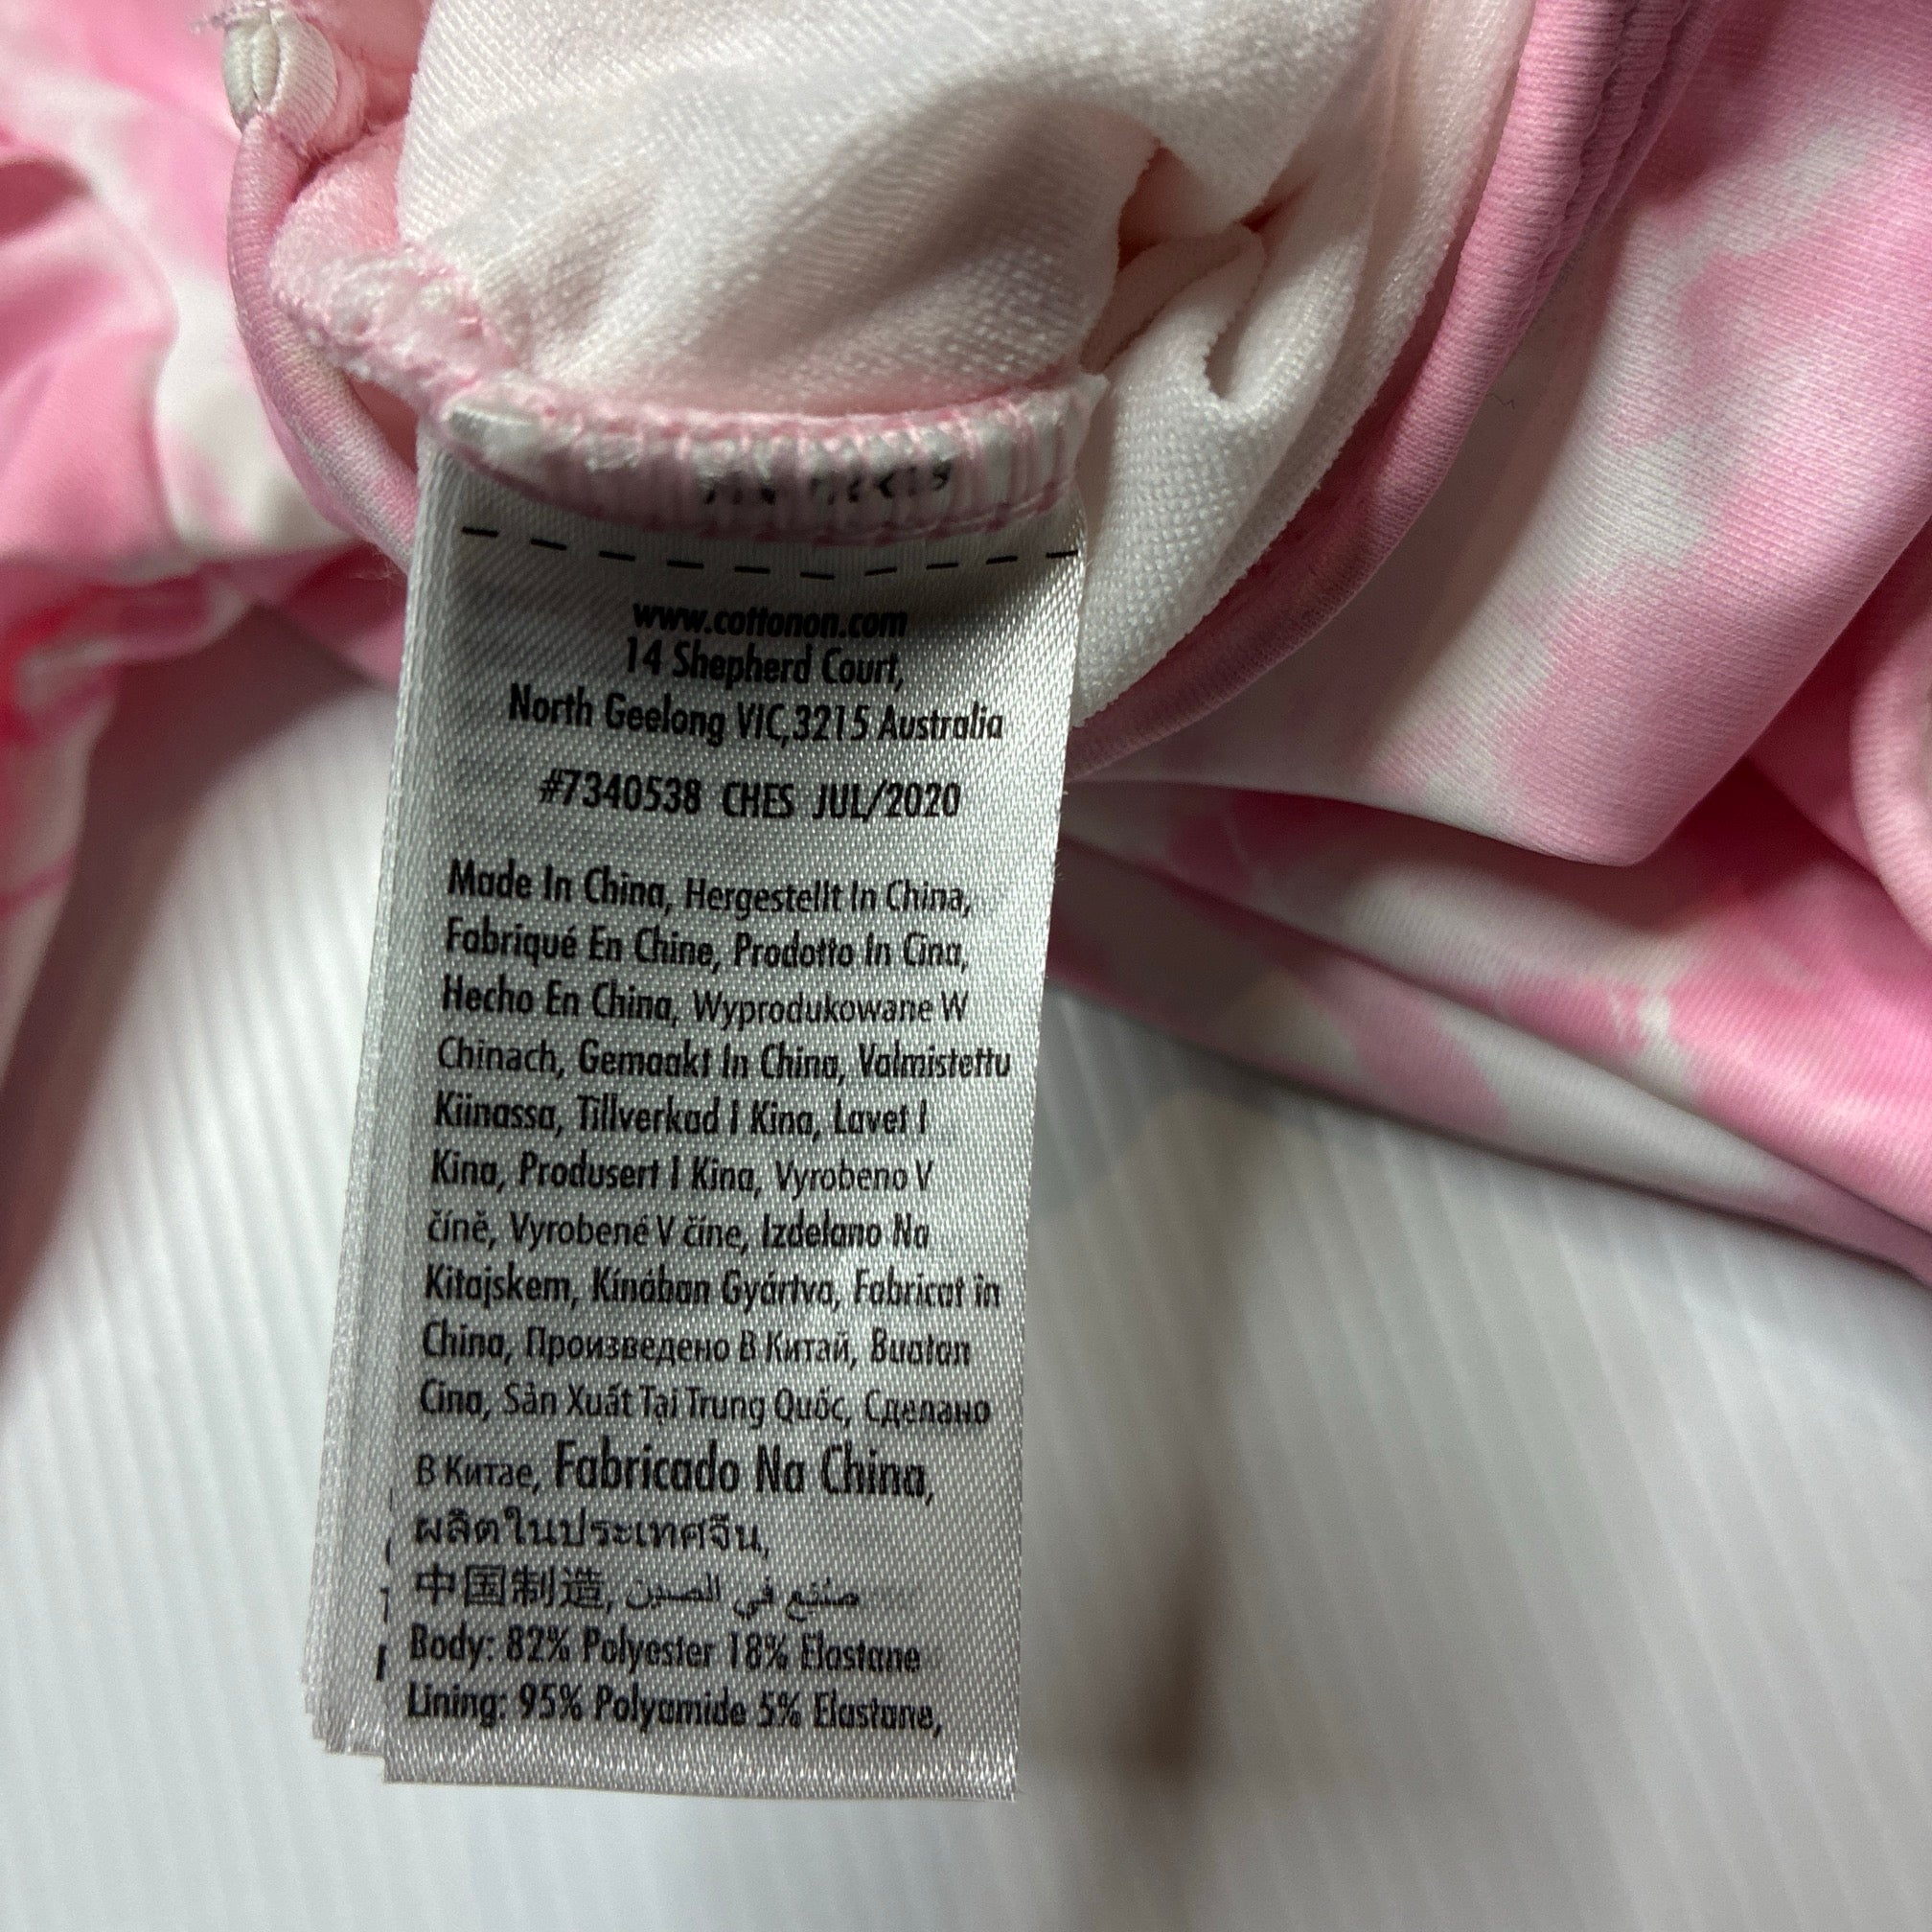 www.cottonon.com
14 Shepherd Court,
North Geelong VIC,3215 Australia
#7340538 CHES JUL/2020
Made In China, Hergestellt In China,
Fabriqué En Chine, Prodotto In Cina,
Hecho En China, Wyprodukowane W
Chinach, Gemaakt In China, Valmistettu
Kiinassa, Tillverkad I Kina, Lavet I
Kina, Produsert I Kina, Vyrobeno V
číně, Vyrobené V číne, Izdelano Na
Kitajskem, Kínában Gyártva, Fabricat în
China, Произведено В Китай, Buatan
Cina, Sản Xuất Tại Trung Quốc, Сделано
В Китае, Fabricado Na China,
ผลิตในประเทศจีน,
中国制造, صنع في الصين
Body: 82% Polyester 18% Elastane
Lining: 95% Polyamide 5% Elastane,